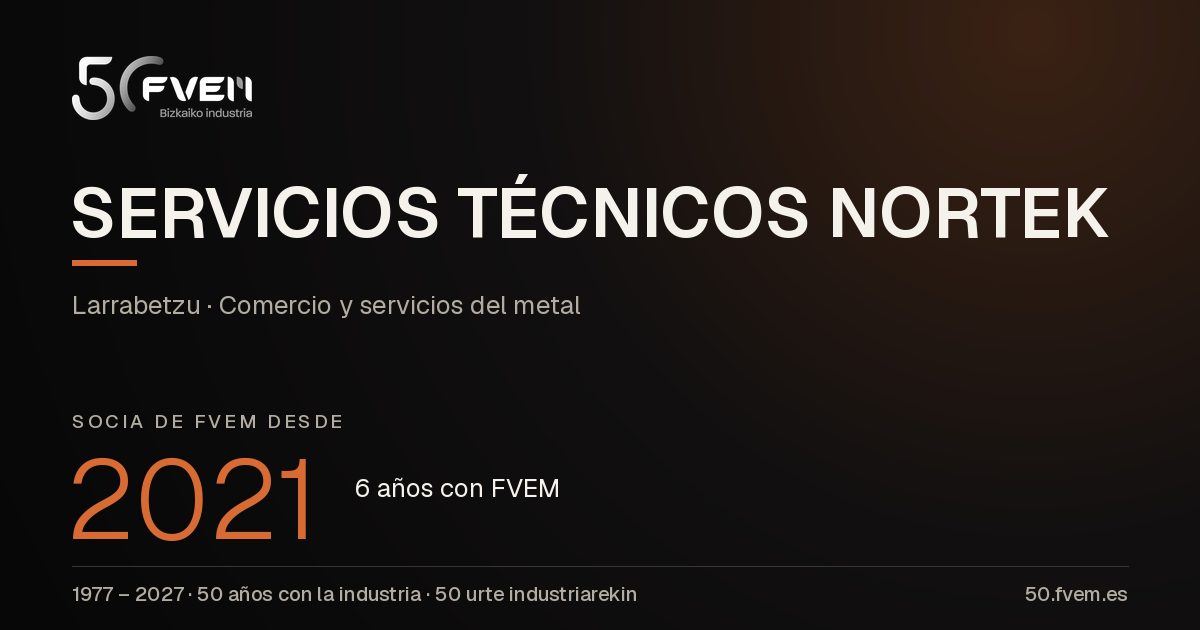 50 FVEM
Bizkaiko industria
SERVICIOS TÉCNICOS NORTEK
Larrabetzu · Comercio y servicios del metal
SOCIA DE FVEM DESDE
2021
6 años con FVEM
1977 – 2027 · 50 años con la industria · 50 urte industriarekin
50.fvem.es